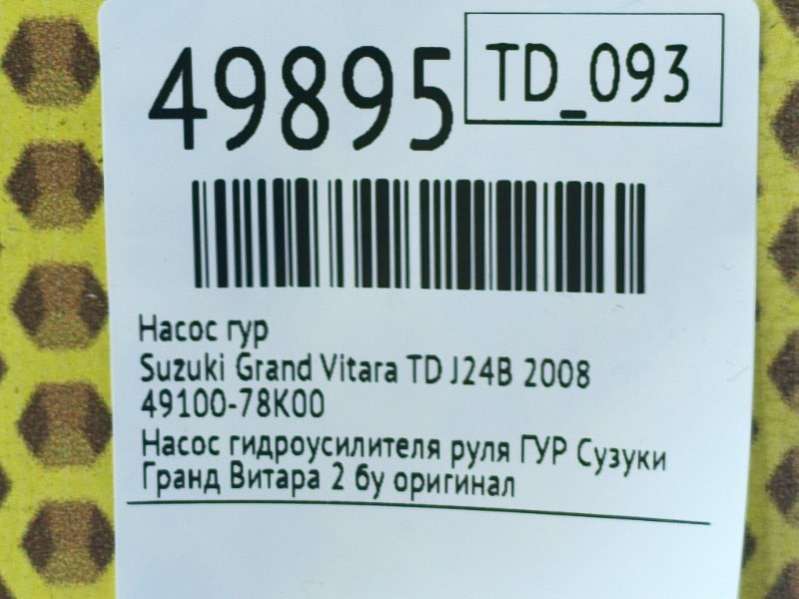 49895
TD_093
Насос гур
Suzuki Grand Vitara TD J24B 2008
49100-78K00
Насос гидроусилителя руля ГУР Сузуки
Гранд Витара 2 бу оригинал